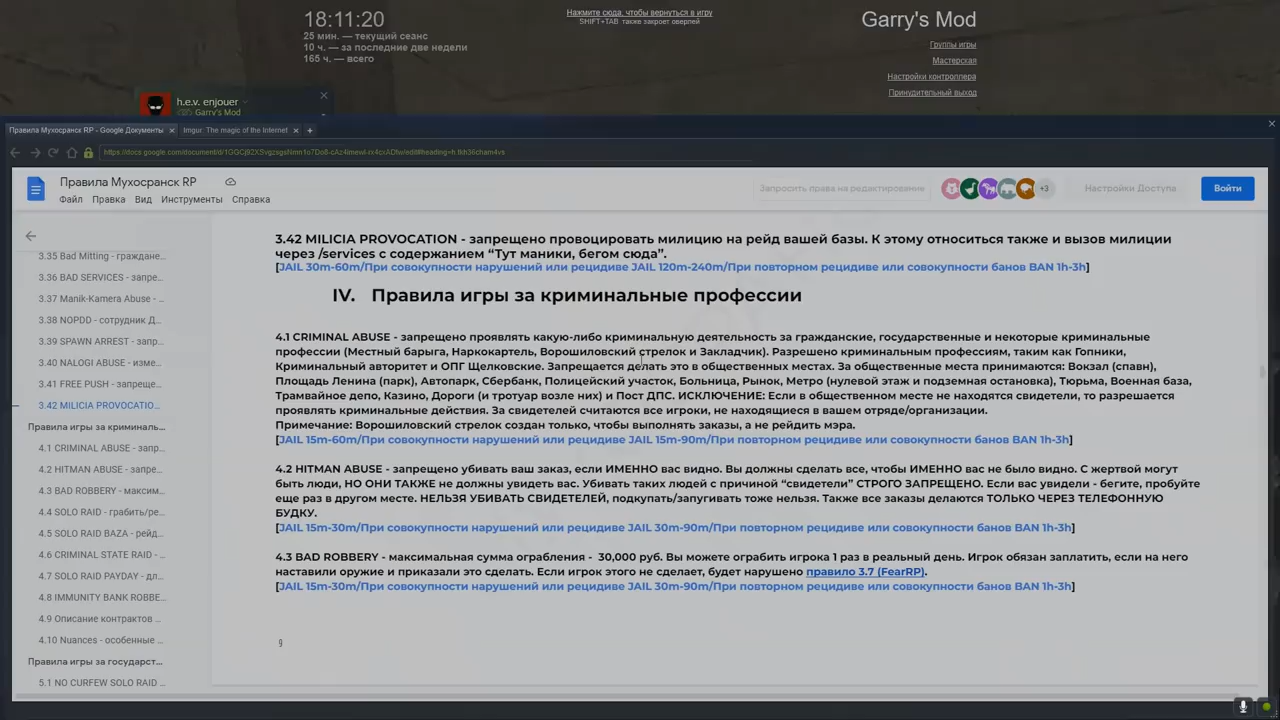 18:11:20
25 мин. — текущий сеанс
10 ч. — за последние две недели
165 ч. — всего
Нажмите сюда, чтобы вернуться в игру
SHIFT+TAB также закроет оверлей
Garry's Mod
Группы игры
Мастерская
Настройки контроллера
Принудительный выход
h.e.v. enjouer
Garry's Mod
Правила Мухосранск RP - Google Документы
Imgur: The magic of the Internet
Правила Мухосранск RP
Файл Правка Вид Инструменты Справка
Запросить права на редактирование
+3
Настройки Доступа
Войти
3.35 Bad Mitting - граждане...
3.36 BAD SERVICES - запре...
3.37 Manik-Kamera Abuse - ...
3.38 NOPDD - сотрудник Д...
3.39 SPAWN ARREST - запр...
3.40 NALOGI ABUSE - изме...
3.41 FREE PUSH - запреще...
3.42 MILICIA PROVOCATIO...
Правила игры за криминаль...
4.1 CRIMINAL ABUSE - запр...
4.2 HITMAN ABUSE - запре...
4.3 BAD ROBBERY - максим...
4.4 SOLO RAID - грабить/ре...
4.5 SOLO RAID BAZA - рейд...
4.6 CRIMINAL STATE RAID - ...
4.7 SOLO RAID PAYDAY - дл...
4.8 IMMUNITY BANK ROBBE...
4.9 Описание контрактов ...
4.10 Nuances - особенные ...
Правила игры за государст...
5.1 NO CURFEW SOLO RAID ...
3.42 MILICIA PROVOCATION - запрещено провоцировать милицию на рейд вашей базы. К этому относиться также и вызов милиции
через /services с содержанием “Тут маники, бегом сюда”.
[JAIL 30m-60m/При совокупности нарушений или рецидиве JAIL 120m-240m/При повторном рецидиве или совокупности банов BAN 1h-3h]
IV. Правила игры за криминальные профессии
4.1 CRIMINAL ABUSE - запрещено проявлять какую-либо криминальную деятельность за гражданские, государственные и некоторые криминальные
профессии (Местный барыга, Наркокартель, Ворошиловский стрелок и Закладчик). Разрешено криминальным профессиям, таким как Гопники,
Криминальный авторитет и ОПГ Щелковские. Запрещается делать это в общественных местах. За общественные места принимаются: Вокзал (спавн),
Площадь Ленина (парк), Автопарк, Сбербанк, Полицейский участок, Больница, Рынок, Метро (нулевой этаж и подземная остановка), Тюрьма, Военная база,
Трамвайное депо, Казино, Дороги (и тротуар возле них) и Пост ДПС. ИСКЛЮЧЕНИЕ: Если в общественном месте не находятся свидетели, то разрешается
проявлять криминальные действия. За свидетелей считаются все игроки, не находящиеся в вашем отряде/организации.
Примечание: Ворошиловский стрелок создан только, чтобы выполнять заказы, а не рейдить мэра.
[JAIL 15m-60m/При совокупности нарушений или рецидиве JAIL 15m-90m/При повторном рецидиве или совокупности банов BAN 1h-3h]
4.2 HITMAN ABUSE - запрещено убивать ваш заказ, если ИМЕННО вас видно. Вы должны сделать все, чтобы ИМЕННО вас не было видно. С жертвой могут
быть люди, НО ОНИ ТАКЖЕ не должны увидеть вас. Убивать таких людей с причиной “свидетели” СТРОГО ЗАПРЕЩЕНО. Если вас увидели - бегите, пробуйте
еще раз в другом месте. НЕЛЬЗЯ УБИВАТЬ СВИДЕТЕЛЕЙ, подкупать/запугивать тоже нельзя. Также все заказы делаются ТОЛЬКО ЧЕРЕЗ ТЕЛЕФОННУЮ
БУДКУ.
[JAIL 15m-30m/При совокупности нарушений или рецидиве JAIL 30m-90m/При повторном рецидиве или совокупности банов BAN 1h-3h]
4.3 BAD ROBBERY - максимальная сумма ограбления - 30,000 руб. Вы можете ограбить игрока 1 раз в реальный день. Игрок обязан заплатить, если на него
наставили оружие и приказали это сделать. Если игрок этого не сделает, будет нарушено правило 3.7 (FearRP).
[JAIL 15m-30m/При совокупности нарушений или рецидиве JAIL 30m-90m/При повторном рецидиве или совокупности банов BAN 1h-3h]
9